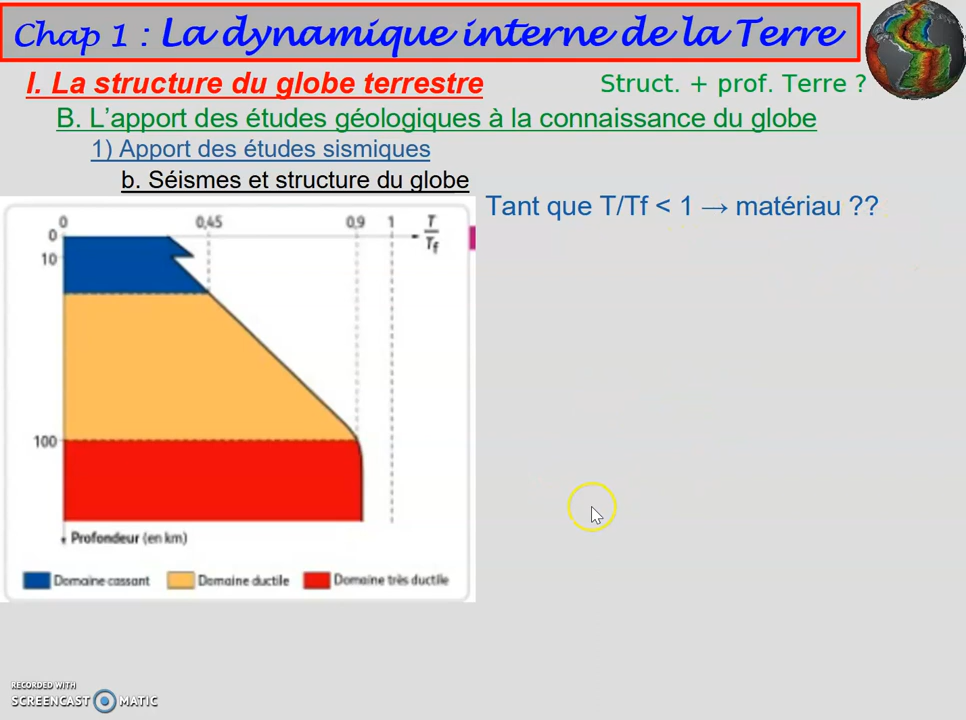 Chap 1 : La dynamique interne de la Terre
I. La structure du globe terrestre
Struct. + prof. Terre ?
B. L’apport des études géologiques à la connaissance du globe
1) Apport des études sismiques
b. Séismes et structure du globe
Tant que T/Tf < 1 → matériau ??
0 0,45 0,9 1 T
Tf
0
10
100
Profondeur (en km)
Domaine cassant Domaine ductile Domaine très ductile
RECORDED WITH
SCREENCAST MATIC